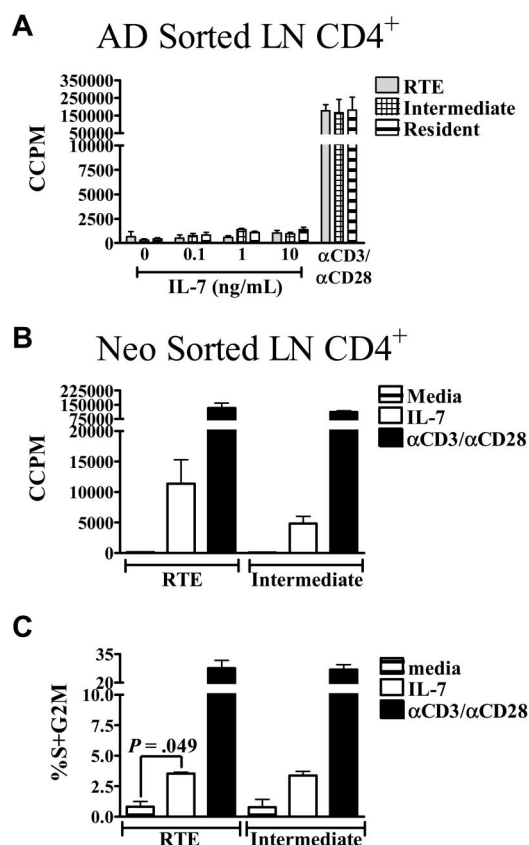 A
AD Sorted LN CD4+
350000
250000
150000
50000
10000
7500
5000
2500
0
CCPM
RTE
Intermediate
Resident
0 0.1 1 10 αCD3/
αCD28
IL-7 (ng/mL)
B
Neo Sorted LN CD4+
225000
150000
75000
20000
15000
10000
5000
0
CCPM
Media
IL-7
αCD3/αCD28
RTE Intermediate
C
35
20
10.0
7.5
5.0
2.5
0.0
%S+G2M
P = .049
media
IL-7
αCD3/αCD28
RTE Intermediate